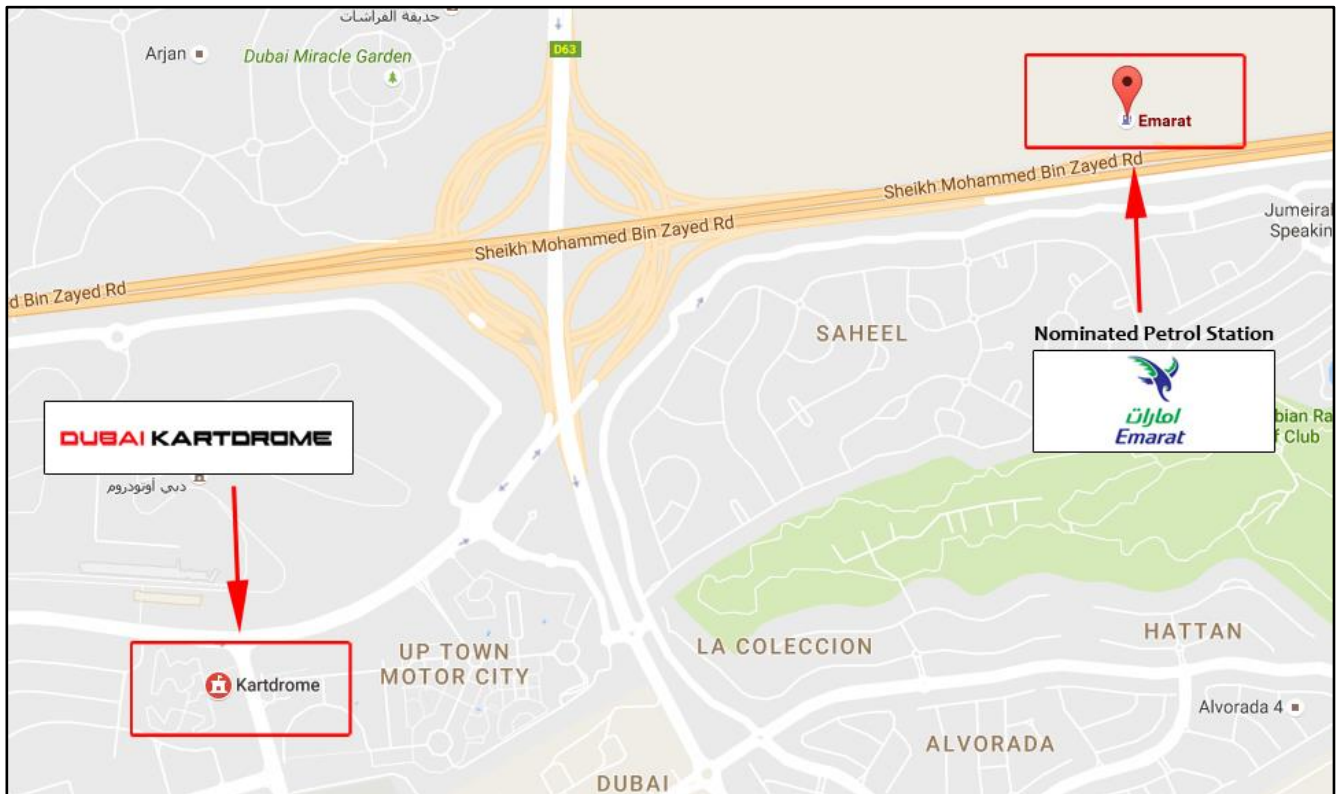 حديقة الفراشات
Arjan
Dubai Miracle Garden
D63
Emarat
Sheikh Mohammed Bin Zayed Rd
Sheikh Mohammed Bin Zayed Rd
d Bin Zayed Rd
Jumeirah
Speakin
SAHEEL
Nominated Petrol Station
امارات
Emarat
bian Ra
f Club
DUBAI KARTDROME
دبي أوتودروم
Kartdrome
UP TOWN
MOTOR CITY
LA COLECCION
HATTAN
Alvorada 4
ALVORADA
DUBAI